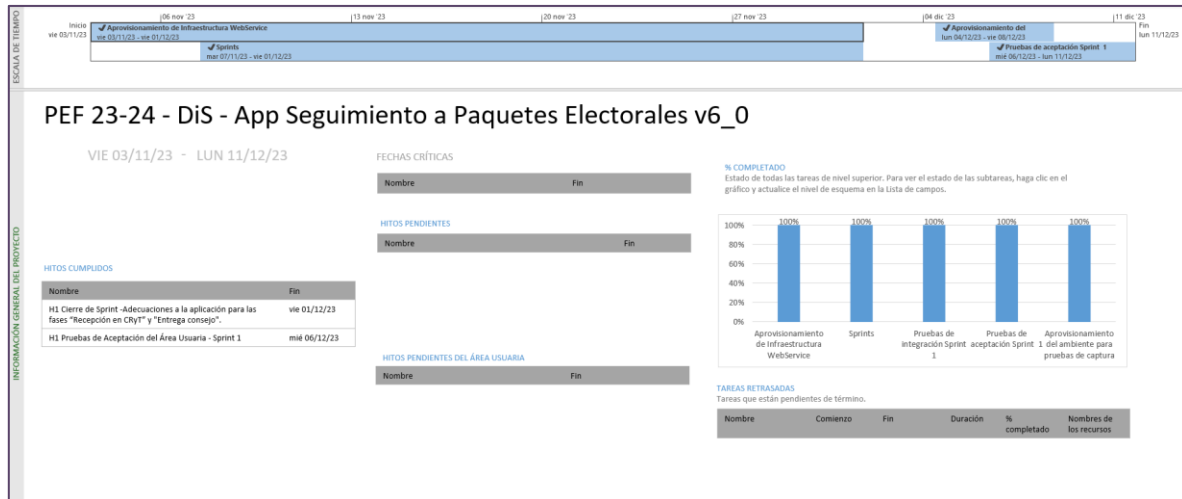 ESCALA DE TIEMPO
Inicio
vie 03/11/23
06 nov '23
13 nov '23
20 nov '23
27 nov '23
04 dic '23
11 dic '23
Aprovisionamiento de Infraestructura WebService
vie 03/11/23 - vie 01/12/23
Aprovisionamiento del
lun 04/12/23 - vie 08/12/23
Fin
lun 11/12/23
Sprints
mar 07/11/23 - vie 01/12/23
Pruebas de aceptación Sprint 1
mié 06/12/23 - lun 11/12/23
INFORMACIÓN GENERAL DEL PROYECTO
PEF 23-24 - DiS - App Seguimiento a Paquetes Electorales v6_0
VIE 03/11/23 - LUN 11/12/23
HITOS CUMPLIDOS
Nombre Fin
H1 Cierre de Sprint -Adecuaciones a la aplicación para las vie 01/12/23
fases "Recepción en CRyT" y "Entrega consejo".
H1 Pruebas de Aceptación del Área Usuaria - Sprint 1 mié 06/12/23
FECHAS CRÍTICAS
Nombre Fin
HITOS PENDIENTES
Nombre Fin
HITOS PENDIENTES DEL ÁREA USUARIA
Nombre Fin
% COMPLETADO
Estado de todas las tareas de nivel superior. Para ver el estado de las subtareas, haga clic en el
gráfico y actualice el nivel de esquema en la Lista de campos.
100% 100% 100% 100% 100%
100%
80%
60%
40%
20%
0%
Aprovisionamiento
de Infraestructura
WebService
Sprints
Pruebas de
integración Sprint
1
Pruebas de
aceptación Sprint 1
Aprovisionamiento
del ambiente para
pruebas de captura
TAREAS RETRASADAS
Tareas que están pendientes de término.
Nombre Comienzo Fin Duración % completado Nombres de los recursos